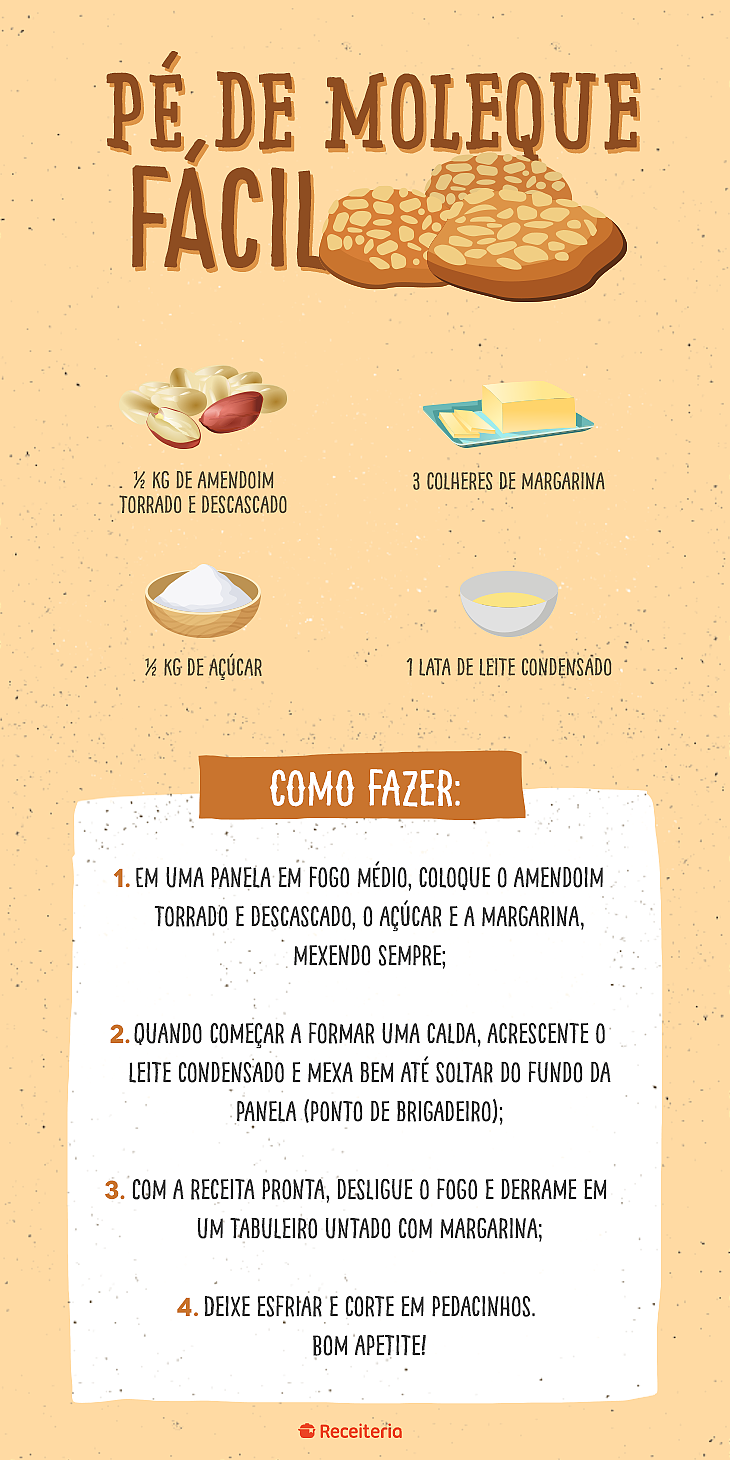 PÉ DE MOLEQUE
FÁCIL
½ KG DE AMENDOIM
TORRADO E DESCASCADO
3 COLHERES DE MARGARINA
½ KG DE AÇÚCAR
1 LATA DE LEITE CONDENSADO
COMO FAZER:
1. EM UMA PANELA EM FOGO MÉDIO, COLOQUE O AMENDOIM
TORRADO E DESCASCADO, O AÇÚCAR E A MARGARINA,
MEXENDO SEMPRE;
2. QUANDO COMEÇAR A FORMAR UMA CALDA, ACRESCENTE O
LEITE CONDENSADO E MEXA BEM ATÉ SOLTAR DO FUNDO DA
PANELA (PONTO DE BRIGADEIRO);
3. COM A RECEITA PRONTA, DESLIGUE O FOGO E DERRAME EM
UM TABULEIRO UNTADO COM MARGARINA;
4. DEIXE ESFRIAR E CORTE EM PEDACINHOS.
BOM APETITE!
Receiteria